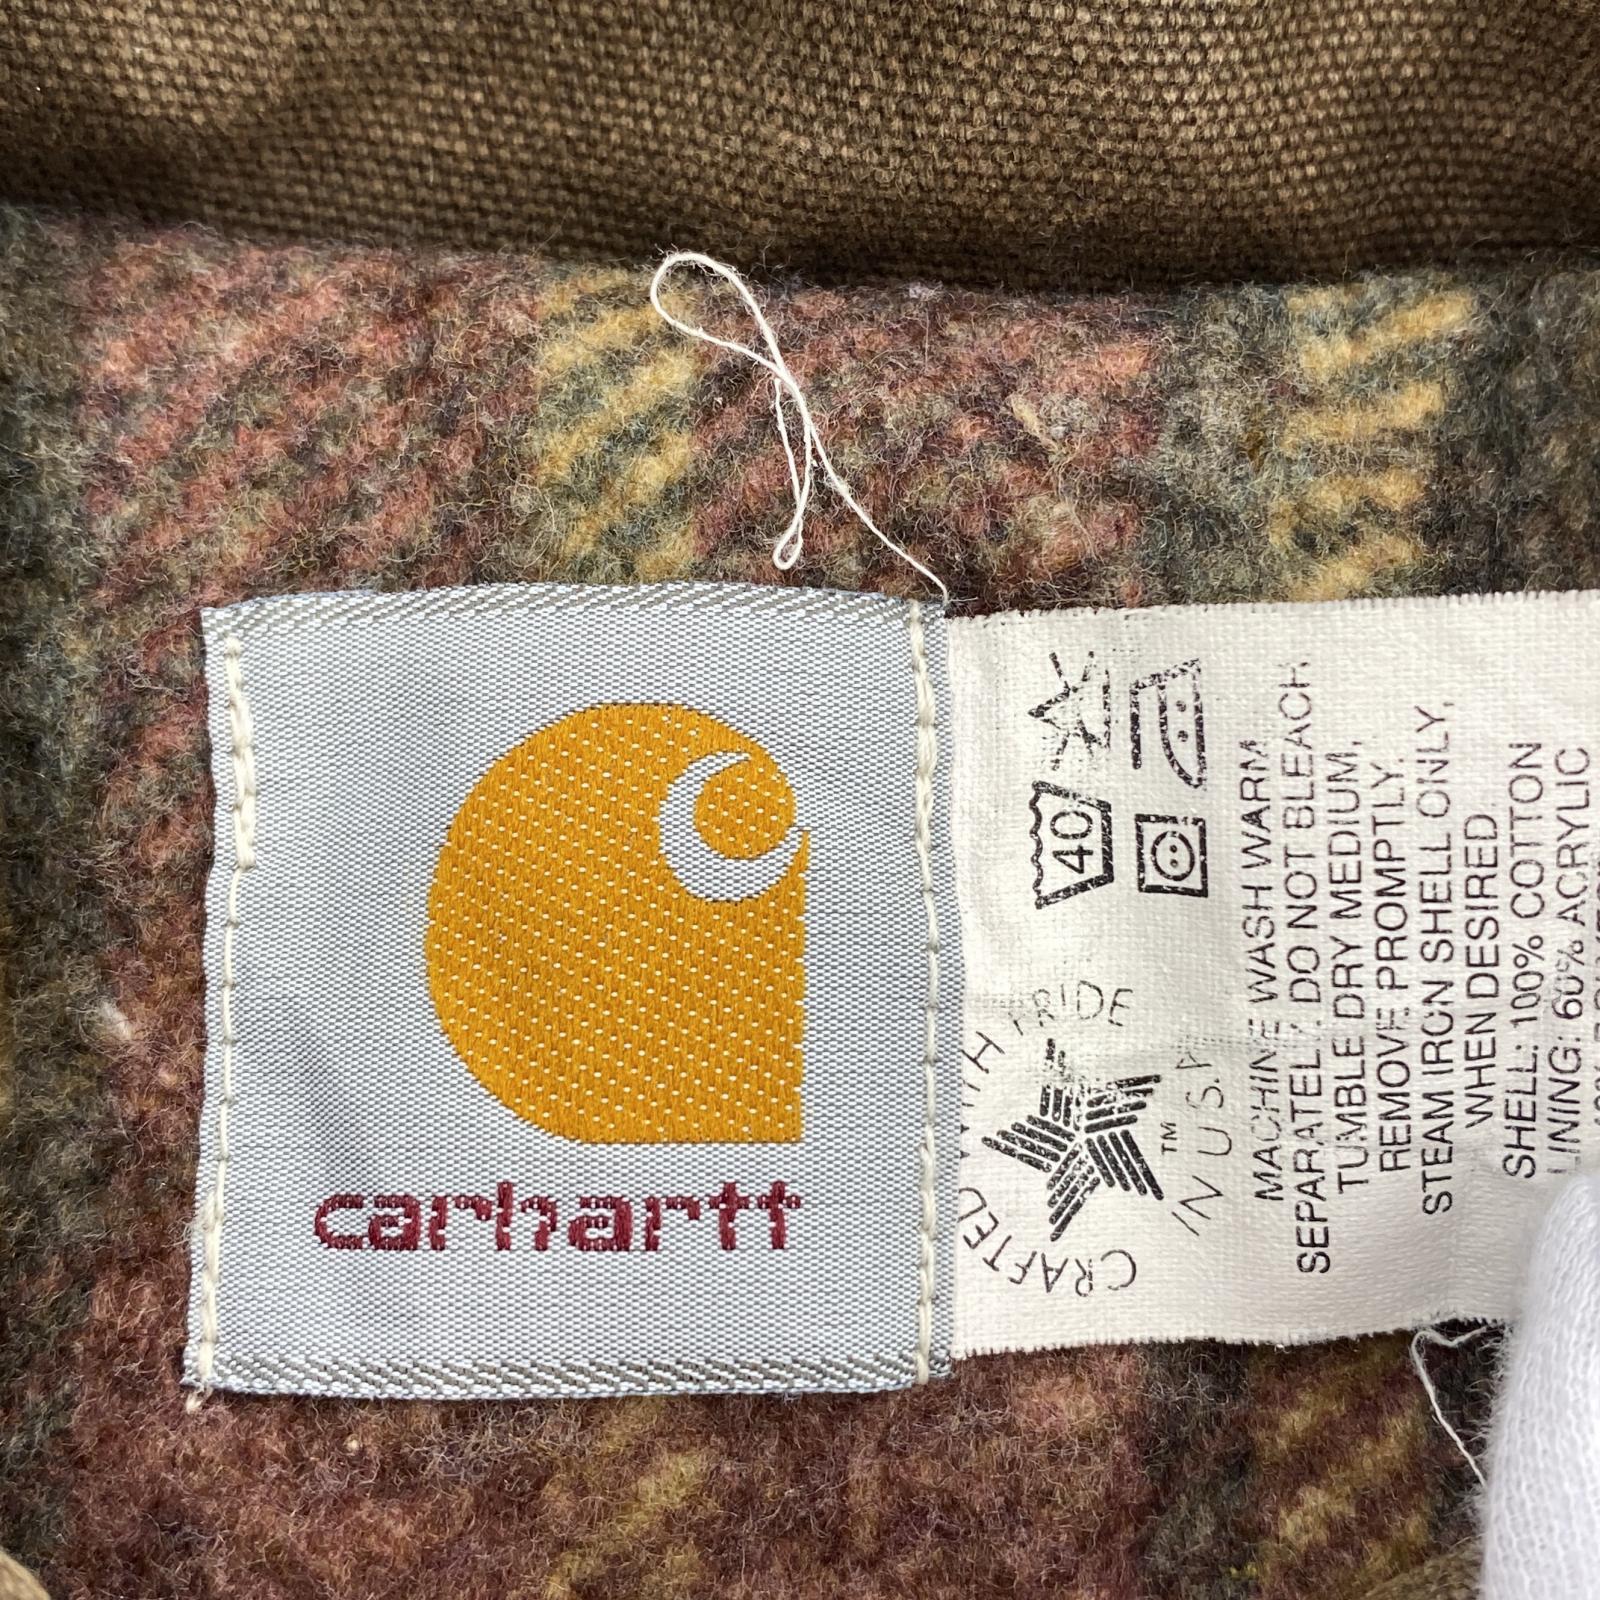 carhartt
40
CRAFTED WITH PRIDE
IN U.S.A
™
MACHINE WASH WARM
SEPARATELY. DO NOT BLEACH.
TUMBLE DRY MEDIUM,
REMOVE PROMPTLY.
STEAM IRON SHELL ONLY,
WHEN DESIRED.
SHELL: 100% COTTON
LINING: 60% ACRYLIC